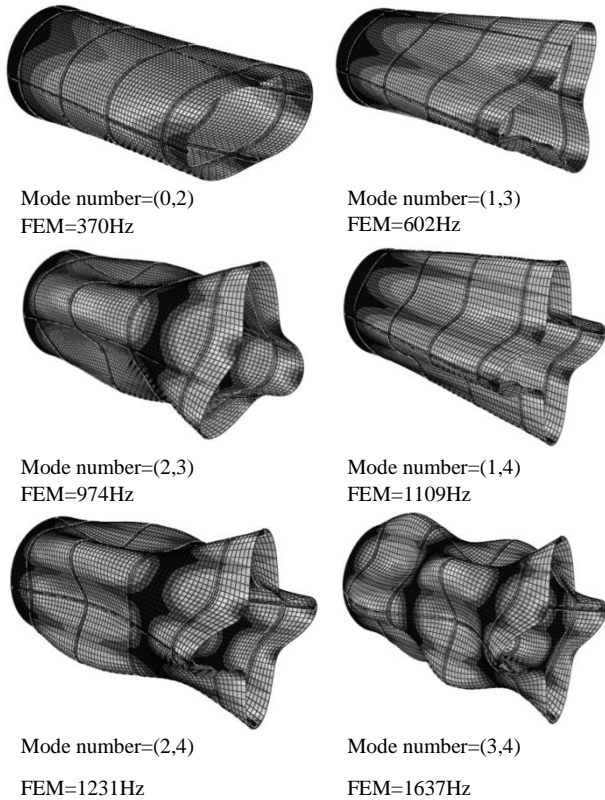 Mode number=(0,2)
FEM=370Hz
Mode number=(1,3)
FEM=602Hz
Mode number=(2,3)
FEM=974Hz
Mode number=(1,4)
FEM=1109Hz
Mode number=(2,4)
FEM=1231Hz
Mode number=(3,4)
FEM=1637Hz